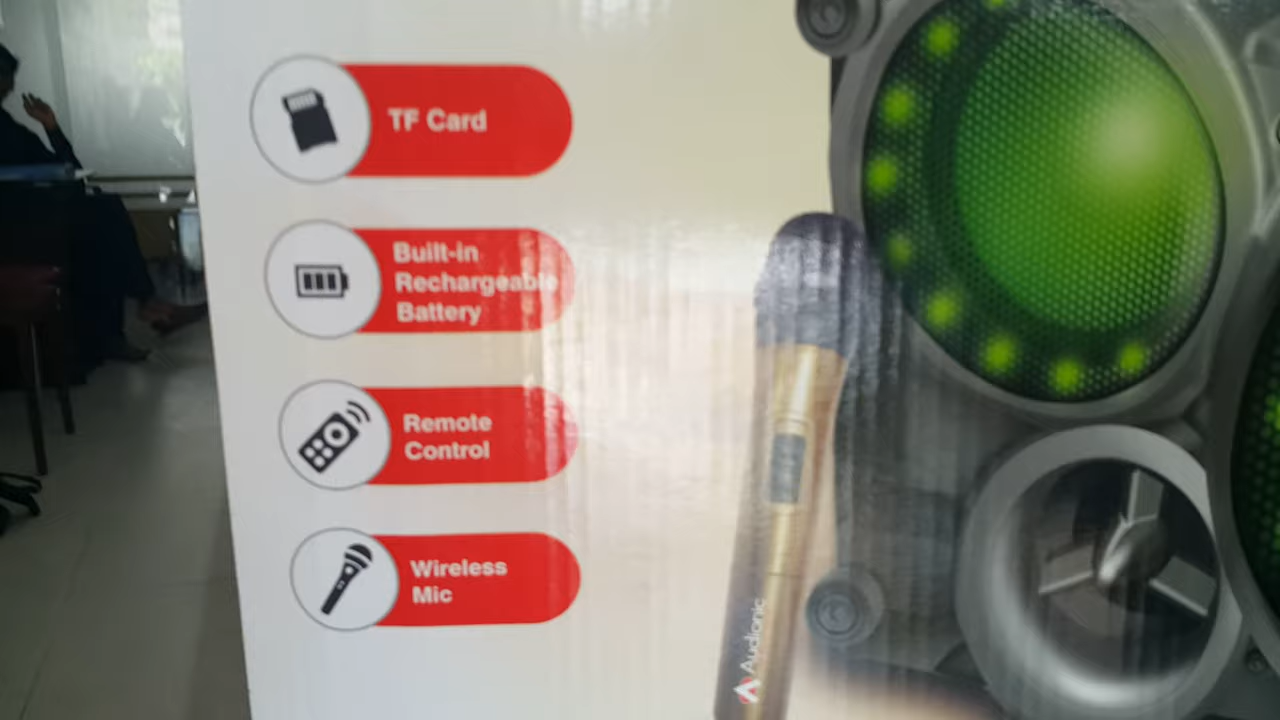 TF Card
Built-in
Rechargeable
Battery
Remote
Control
Wireless
Mic
Audionic